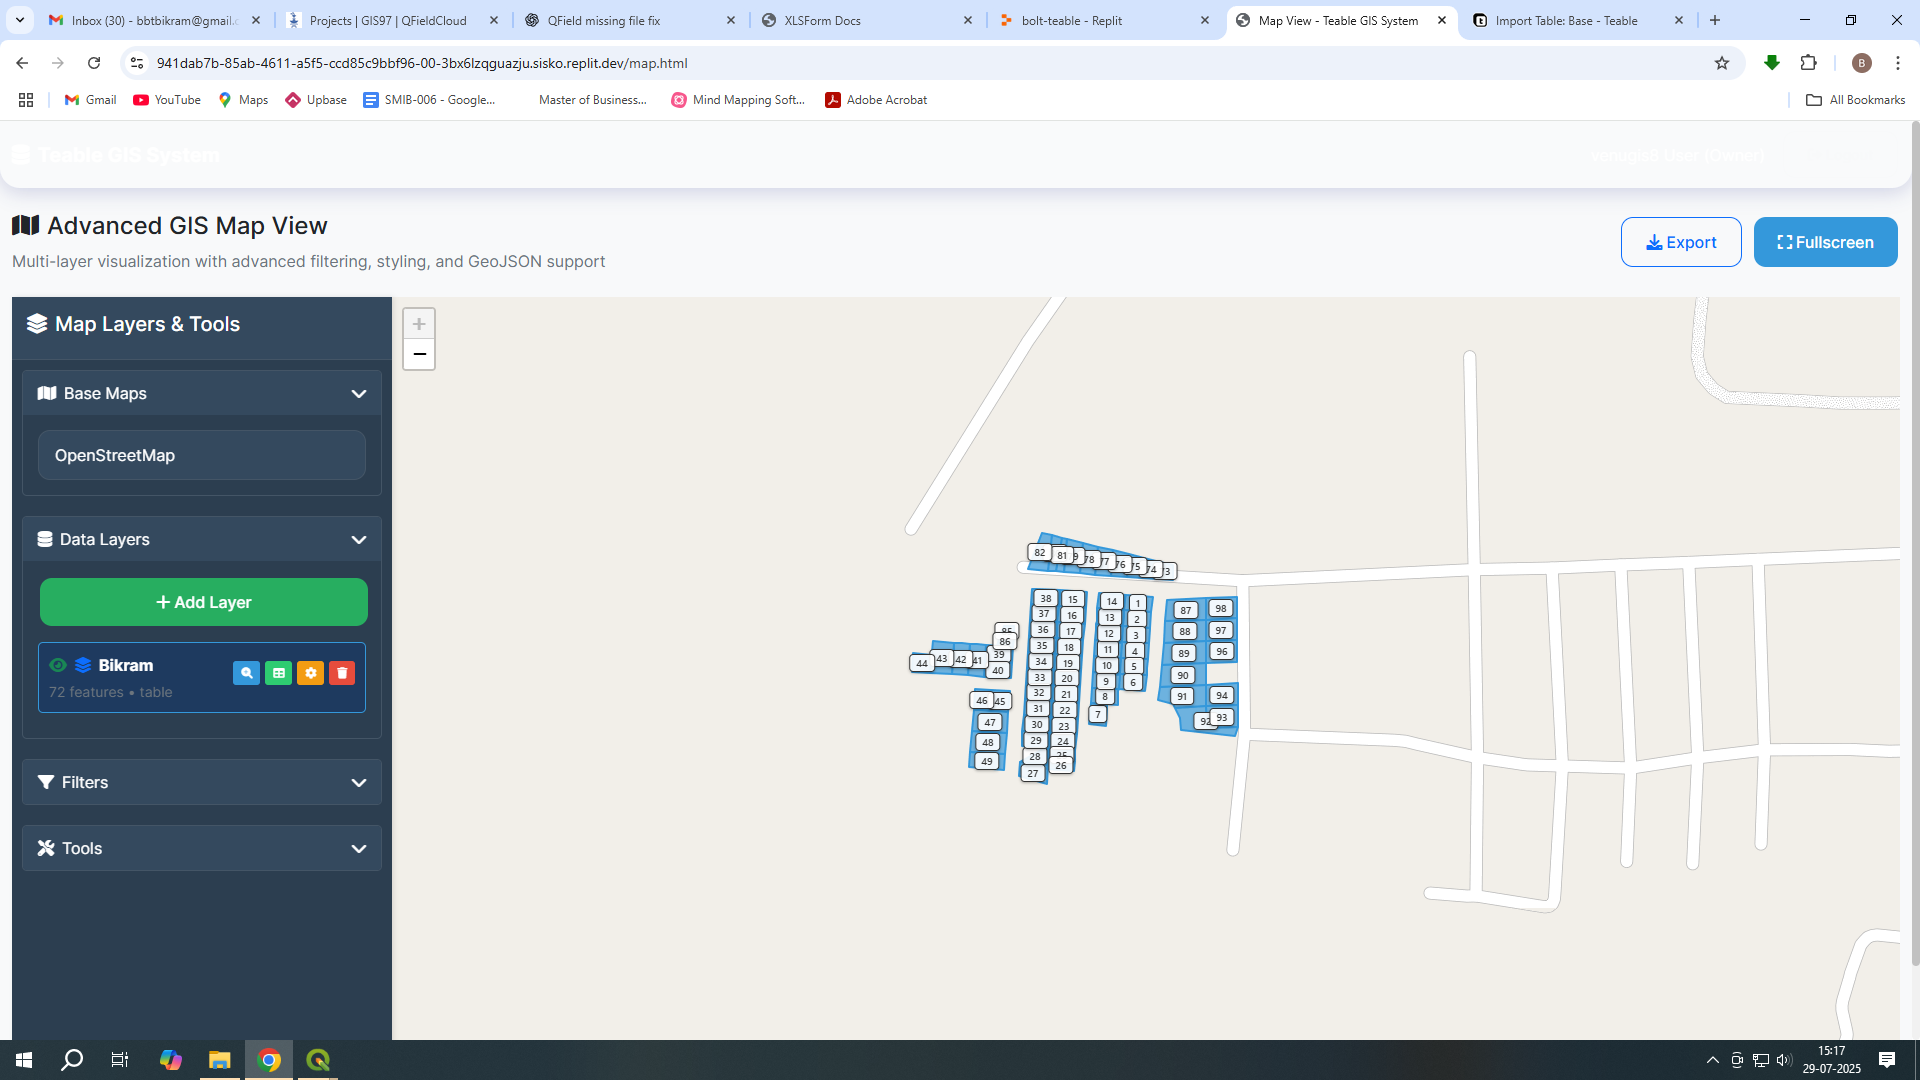 Inbox (30) - bbtbikram@gmail.c
Projects | GIS97 | QFieldCloud
QField missing file fix
XLSForm Docs
bolt-teable - Replit
Map View - Teable GIS System
Import Table: Base - Teable
941dab7b-85ab-4611-a5f5-ccd85c9bbf96-00-3bx6lzqguazju.sisko.replit.dev/map.html
B
Gmail
YouTube
Maps
Upbase
SMIB-006 - Google...
Master of Business...
Mind Mapping Soft...
Adobe Acrobat
All Bookmarks
Teable GIS System
Advanced GIS Map View
Multi-layer visualization with advanced filtering, styling, and GeoJSON support
Export
Fullscreen
Map Layers & Tools
Base Maps
OpenStreetMap
Data Layers
+ Add Layer
Bikram
72 features • table
Filters
Tools
+
−
82 81 9 78 77 76 75 74 73
38 15 14 1 87 98
37 16 13 2
36 17 12 3 88 97
35 18 11 4 89 96
34 19 10 5
33 20 9 6 90
32 21 8 91 94
31 22 7 92 93
30 23
29 24
28 25
27 26
85
86
44 43 42 41 39
40
46 45
47
48
49
15:17
29-07-2025